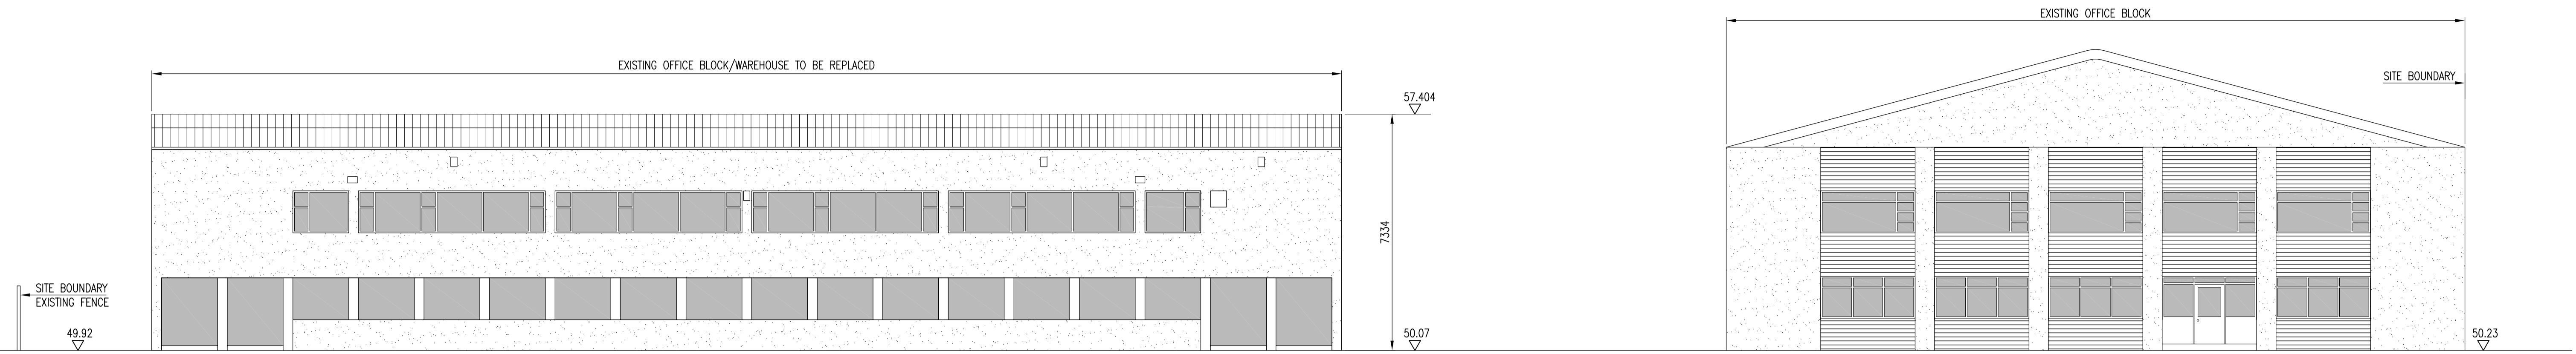 EXISTING OFFICE BLOCK/WAREHOUSE TO BE REPLACED
57.404
7334
SITE BOUNDARY
EXISTING FENCE
49.92
50.07
EXISTING OFFICE BLOCK
SITE BOUNDARY
50.23